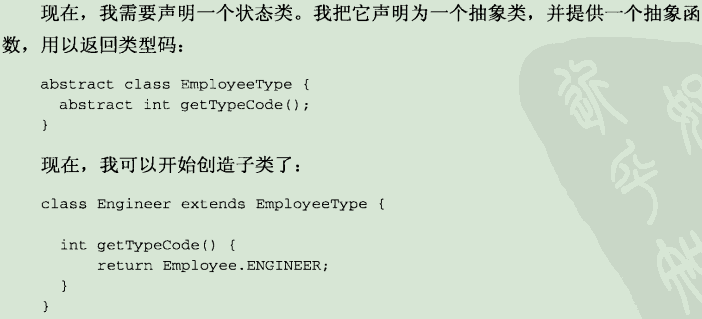 现在，我需要声明一个状态类。我把它声明为一个抽象类，并提供一个抽象函
数，用以返回类型码：
abstract class EmployeeType {
  abstract int getTypeCode();
}
现在，我可以开始创造子类了：
class Engineer extends EmployeeType {
  int getTypeCode() {
      return Employee.ENGINEER;
  }
}